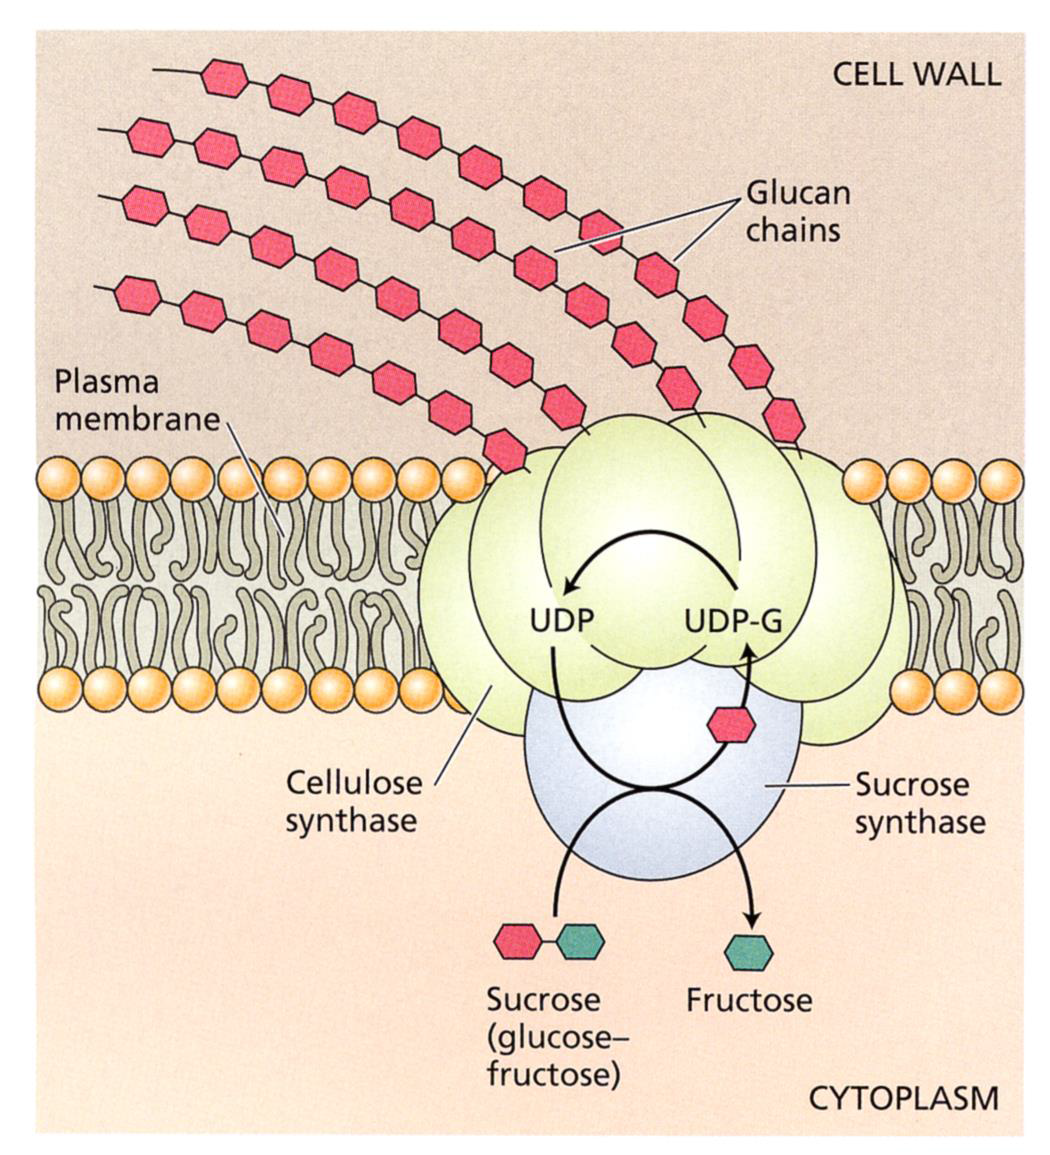 CELL WALL
Glucan
chains
Plasma
membrane
UDP
UDP-G
Cellulose
synthase
Sucrose
synthase
Sucrose
(glucose–
fructose)
Fructose
CYTOPLASM